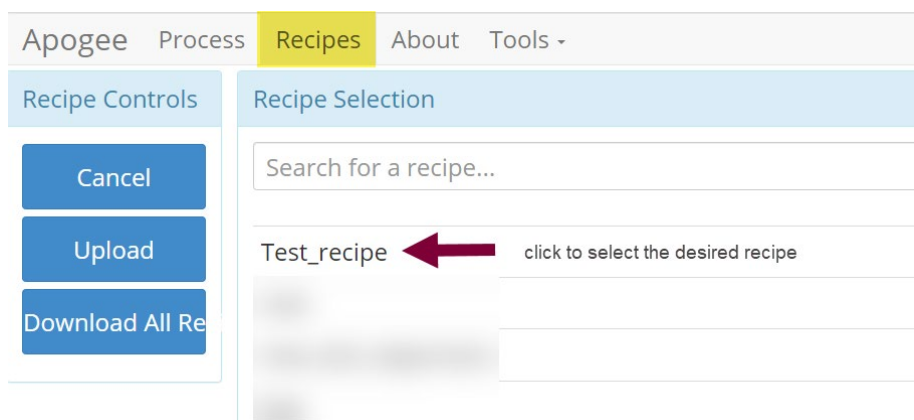 Apogee Process Recipes About Tools
Recipe Controls
Recipe Selection
Cancel
Upload
Download All Re
Search for a recipe...
Test_recipe
click to select the desired recipe